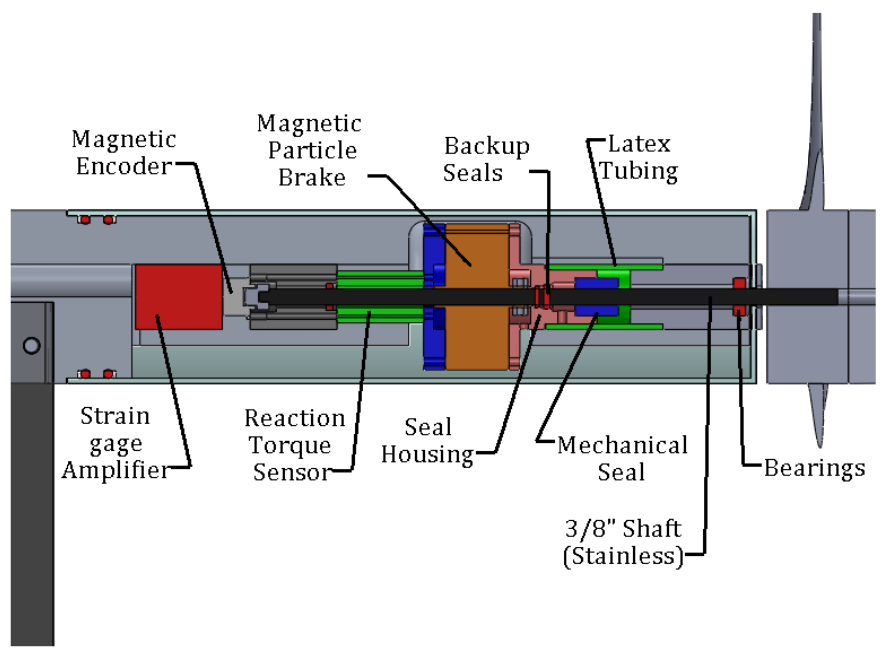 Magnetic
Encoder
Magnetic
Particle
Brake
Backup
Seals
Latex
Tubing
Strain
gage
Amplifier
Reaction
Torque
Sensor
Seal
Housing
Mechanical
Seal
Bearings
3/8" Shaft
(Stainless)